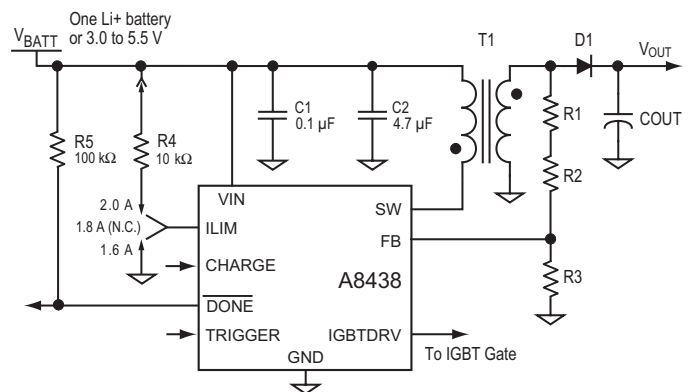 One Li+ battery
or 3.0 to 5.5 V
VBATT
T1
D1
VOUT
C1
0.1 µF
C2
4.7 µF
R1
COUT
R5
100 kΩ
R4
10 kΩ
R2
2.0 A
1.8 A (N.C.)
1.6 A
VIN
SW
ILIM
FB
CHARGE
A8438
R3
DONE
TRIGGER
IGBTDRV
To IGBT Gate
GND